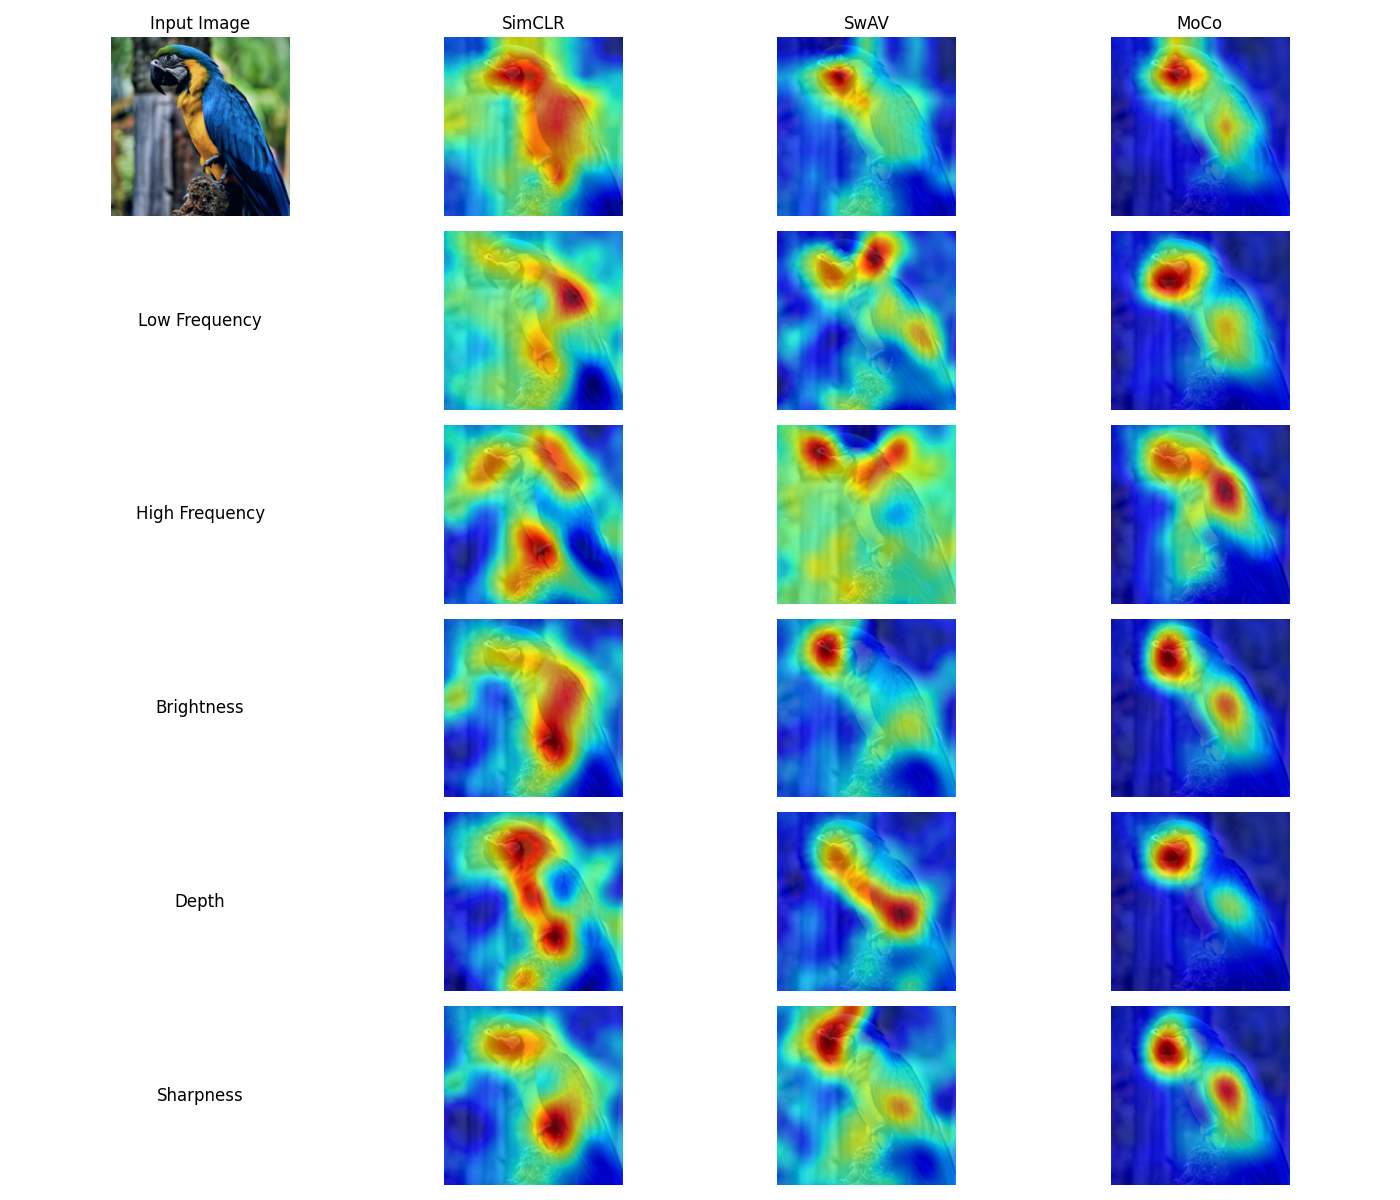 Input Image
SimCLR
SwAV
MoCo
Low Frequency
High Frequency
Brightness
Depth
Sharpness